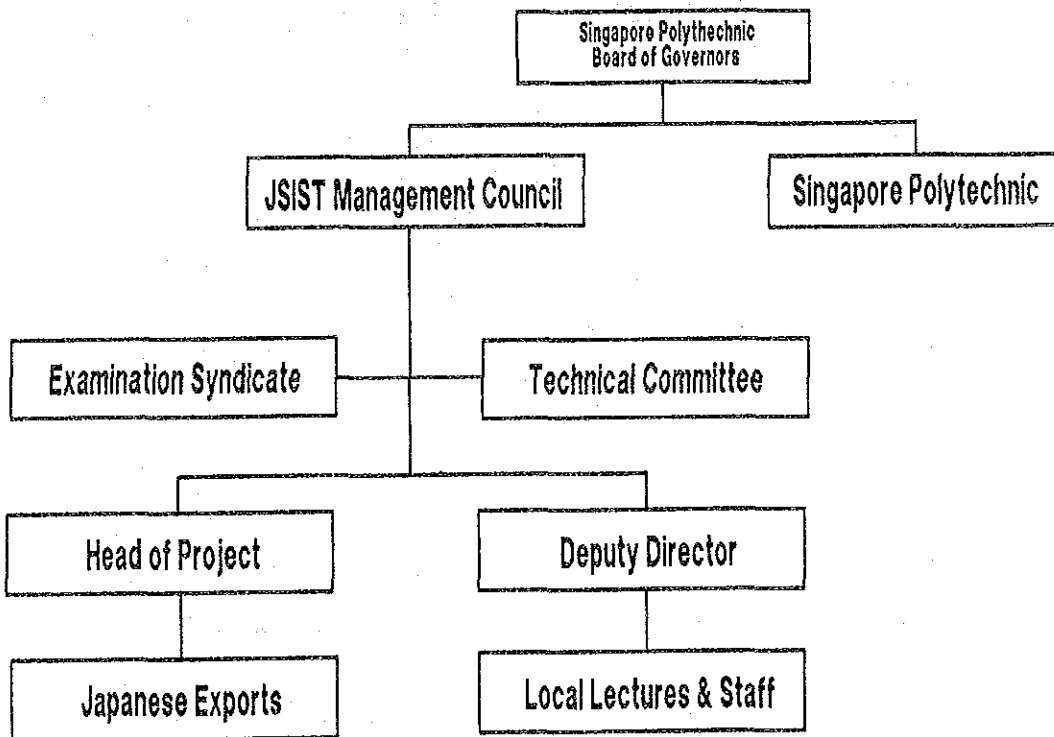 Singapore Polythechnic
Board of Governors
JSIST Management Council
Singapore Polytechnic
Examination Syndicate
Technical Committee
Head of Project
Deputy Director
Japanese Exports
Local Lectures & Staff